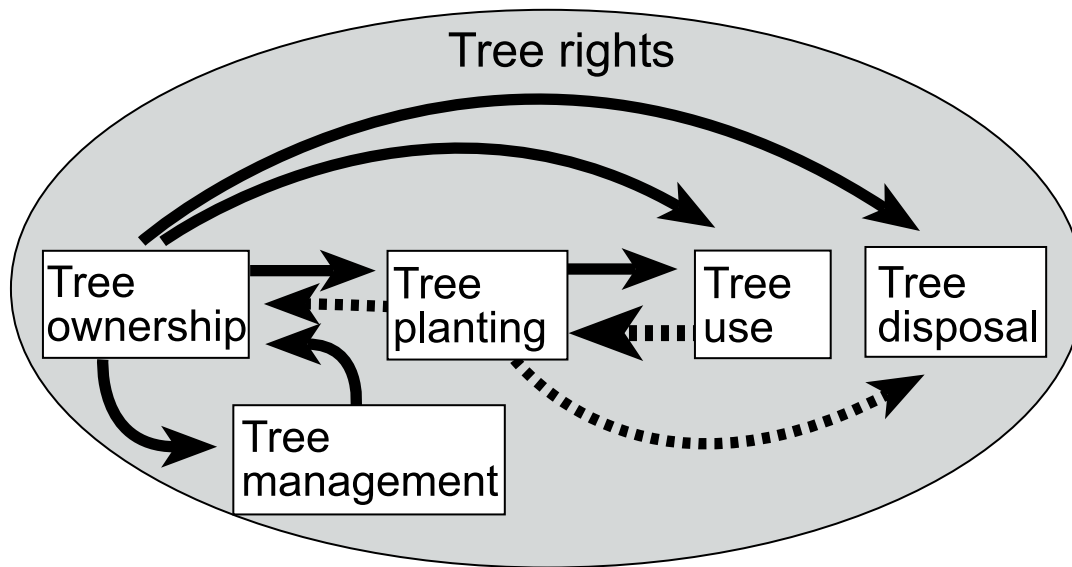 Tree rights
Tree
ownership
Tree
planting
Tree
use
Tree
disposal
Tree
management